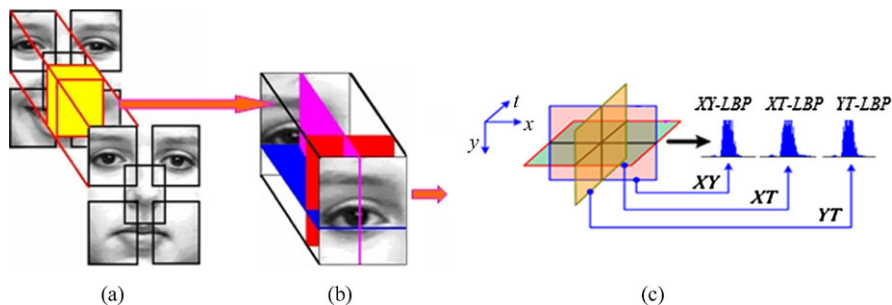 t
x
y
XY-LBP XT-LBP YT-LBP
XY
XT
YT
(a) (b) (c)